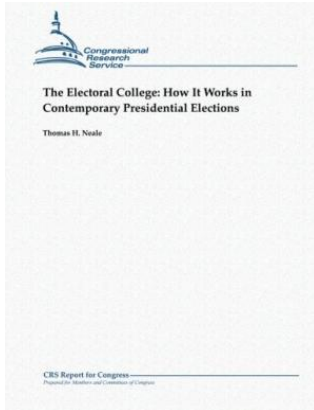 Congressional
Research
Service
The Electoral College: How It Works in
Contemporary Presidential Elections
Thomas H. Neale
CRS Report for Congress
Prepared for Members and Committees of Congress